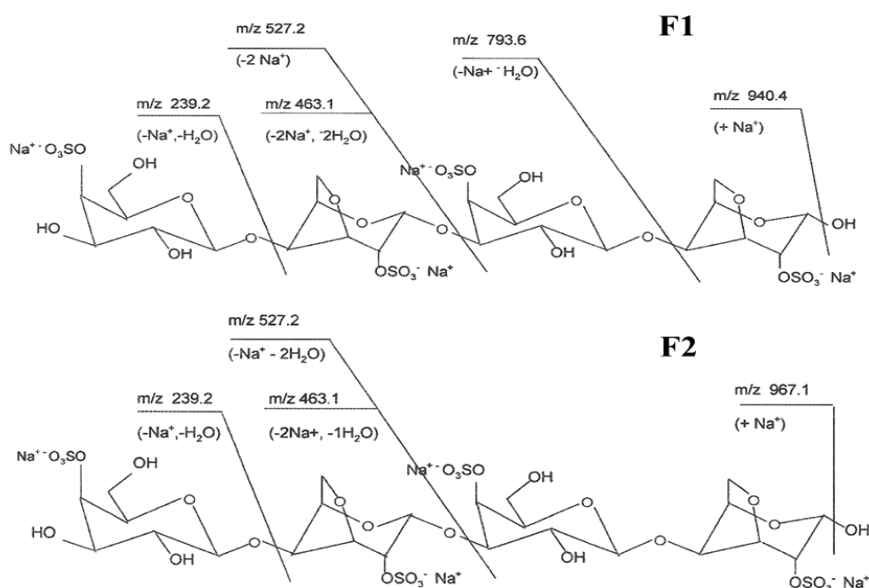 F1
m/z 527.2
(-2 Na⁺)
m/z 793.6
(-Na+ ⁻H₂O)
m/z 239.2
(-Na⁺,-H₂O)
m/z 463.1
(-2Na⁺, ⁻2H₂O)
m/z 940.4
(+ Na⁺)
Na⁺⁻O₃SO
OH
O
HO
OH
O
O
O
O
OSO₃⁻ Na⁺
Na⁺⁻O₃SO
OH
O
OH
O
O
O
OH
OSO₃⁻ Na⁺
F2
m/z 527.2
(-Na⁺ - 2H₂O)
m/z 239.2
(-Na⁺,-H₂O)
m/z 463.1
(-2Na+, -1H₂O)
m/z 967.1
(+ Na⁺)
Na⁺⁻O₃SO
OH
O
HO
OH
O
O
O
O
OSO₃⁻ Na⁺
Na⁺⁻O₃SO
OH
O
OH
O
O
O
OH
OSO₃⁻ Na⁺